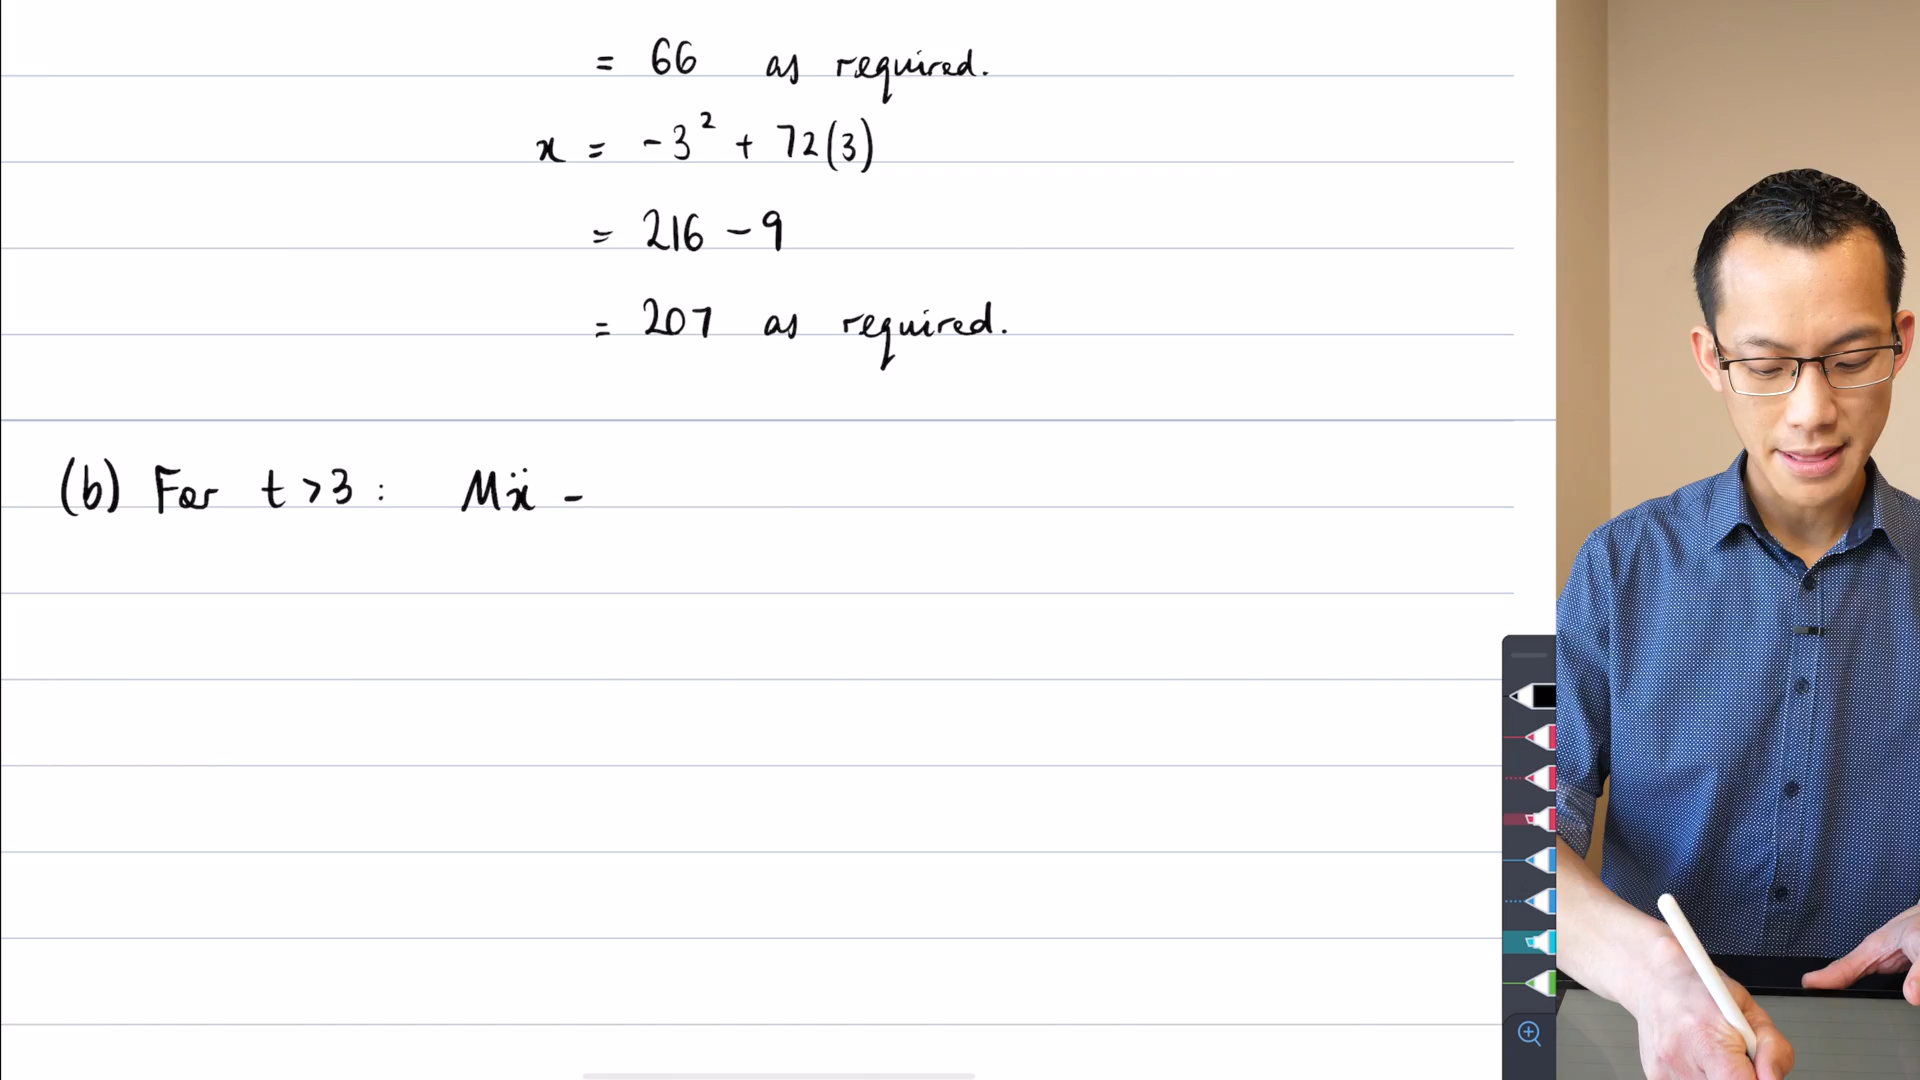 = 66 as required.
x = -3² + 72(3)
= 216 - 9
= 207 as required.
(b) For t > 3 : Mẍ -